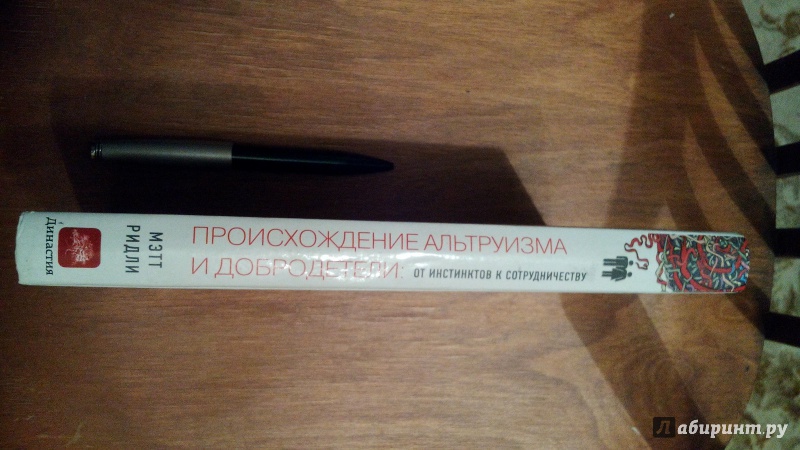 ДИНАСТИЯ
МЭТТ
РИДЛИ
ПРОИСХОЖДЕНИЕ АЛЬТРУИЗМА
И ДОБРОДЕТЕЛИ: ОТ ИНСТИНКТОВ К СОТРУДНИЧЕСТВУ
Лабиринт.ру